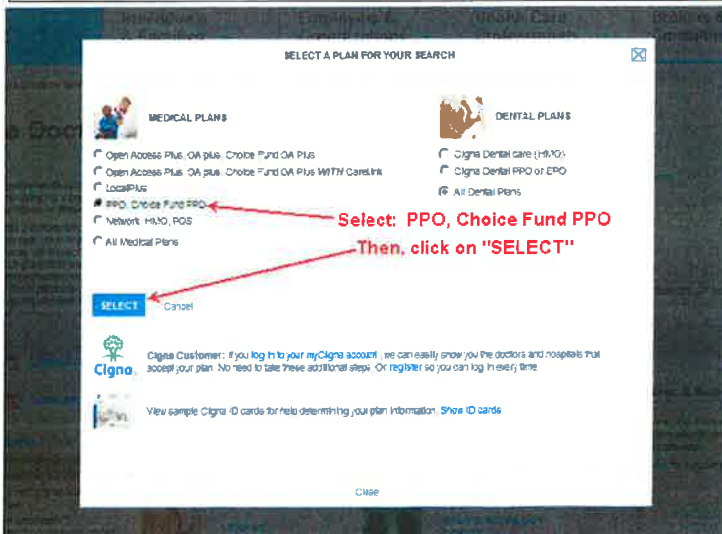 SELECT A PLAN FOR YOUR SEARCH
MEDICAL PLANS
Open Access Plus, OA plus, Choice Fund OA Plus
Open Access Plus, OA plus, Choice Fund OA Plus WITH CareLink
LocalPlus
PPO, Choice Fund PPO
Network, HMO, POS
All Medical Plans
DENTAL PLANS
Cigna Dental care (HMO)
Cigna Dental PPO or EPO
All Dental Plans
Select: PPO, Choice Fund PPO
Then, click on "SELECT"
SELECT
Cancel
Cigna
Cigna Customer: If you log in to your myCigna account, we can easily show you the doctors and hospitals that
accept your plan. No need to take these additional steps. Or register so you can log in every time
View sample Cigna ID cards for help determining your plan information. Show ID cards
Close